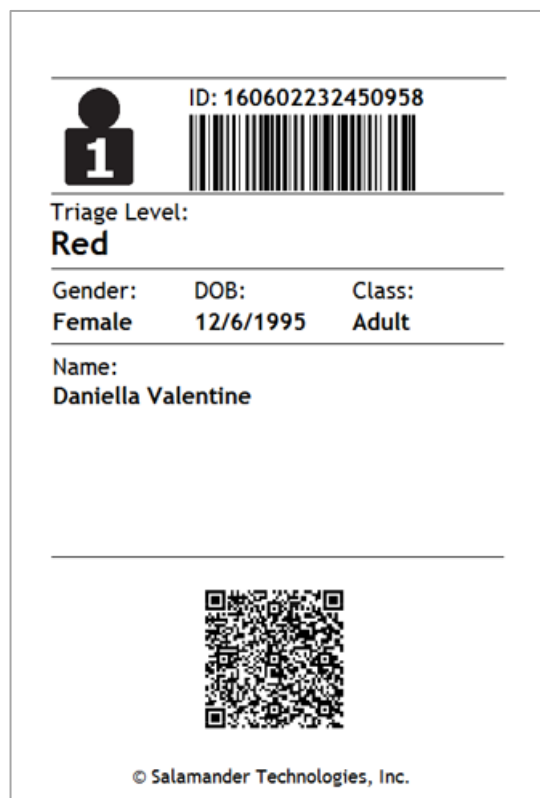 ID: 160602232450958
1
Triage Level:
Red
Gender: DOB: Class:
Female 12/6/1995 Adult
Name:
Daniella Valentine
© Salamander Technologies, Inc.